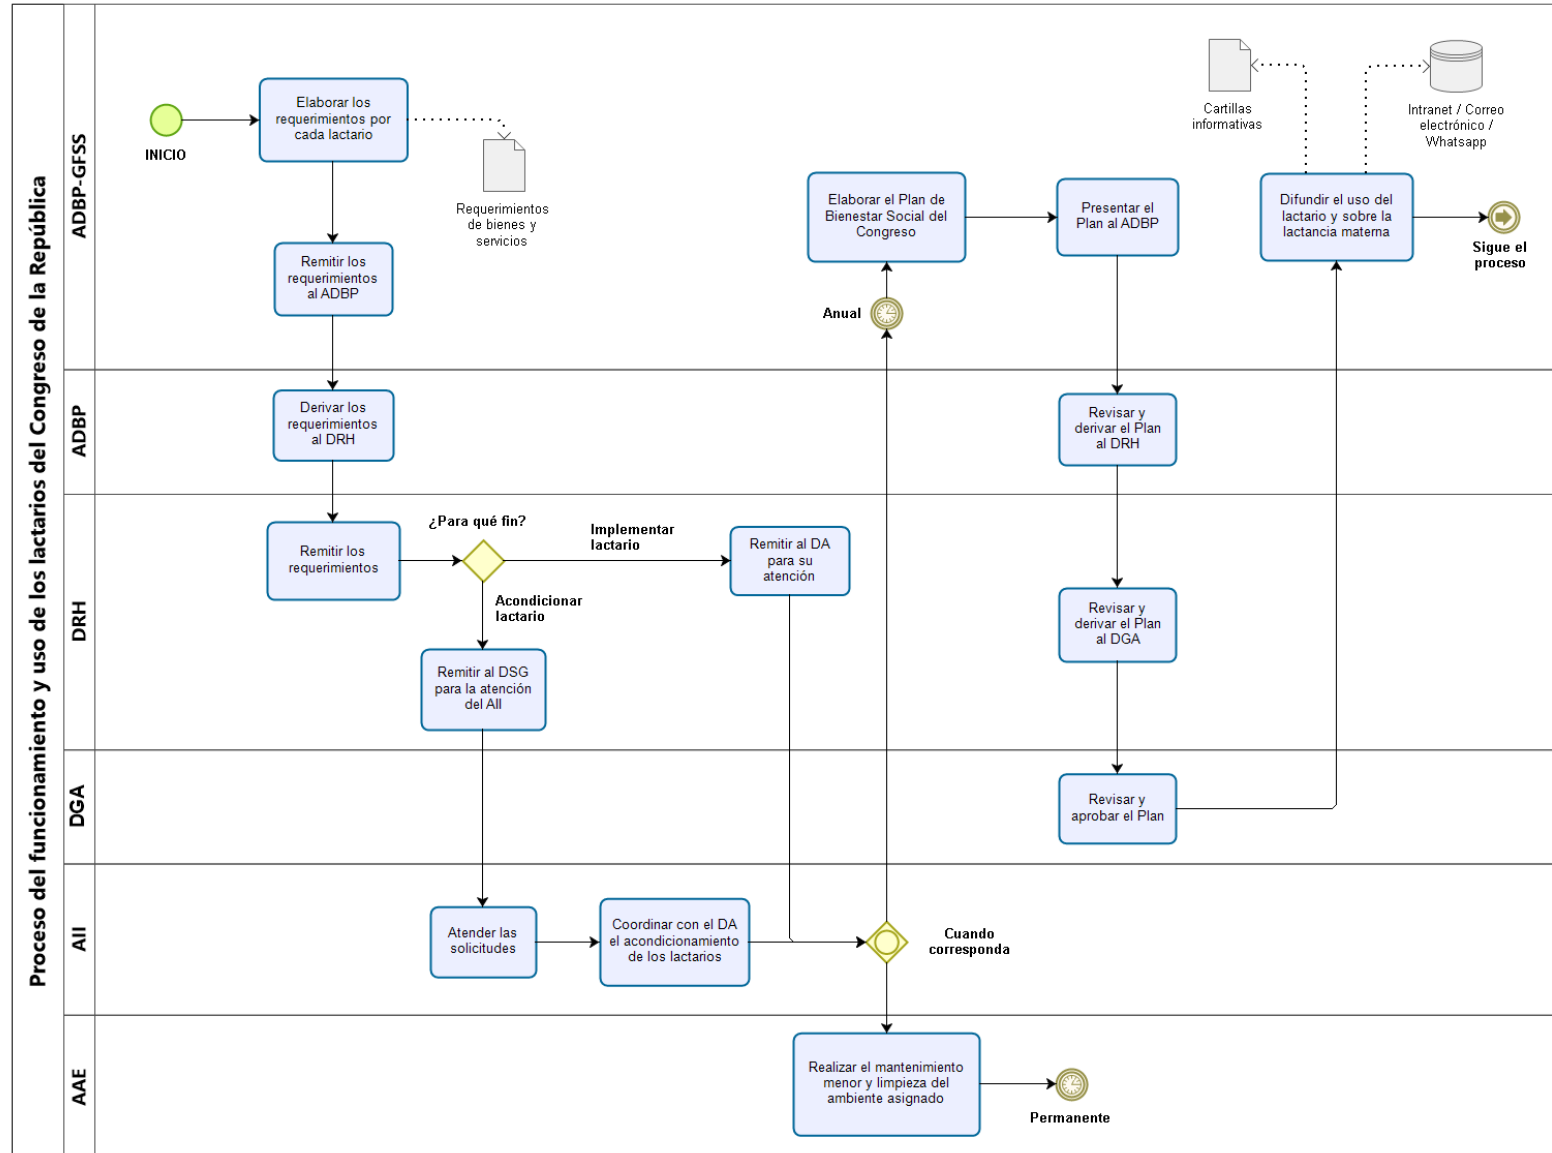 Proceso del funcionamiento y uso de los lactarios del Congreso de la República
ADBP-GFSS
INICIO
Elaborar los
requerimientos por
cada lactario
Requerimientos
de bienes y
servicios
Remitir los
requerimientos
al ADBP
Elaborar el Plan de
Bienestar Social del
Congreso
Anual
Presentar el
Plan al ADBP
Cartillas
informativas
Intranet / Correo
electrónico /
Whatsapp
Difundir el uso del
lactario y sobre la
lactancia materna
Sigue el
proceso
ADBP
Derivar los
requerimientos
al DRH
Revisar y
derivar el Plan
al DRH
DRH
Remitir los
requerimientos
¿Para qué fin?
Implementar
lactario
Remitir al DA
para su
atención
Acondicionar
lactario
Remitir al DSG
para la atención
del AII
Revisar y
derivar el Plan
al DGA
DGA
Revisar y
aprobar el Plan
AII
Atender las
solicitudes
Coordinar con el DA
el acondicionamiento
de los lactarios
Cuando
corresponda
AAE
Realizar el mantenimiento
menor y limpieza del
ambiente asignado
Permanente